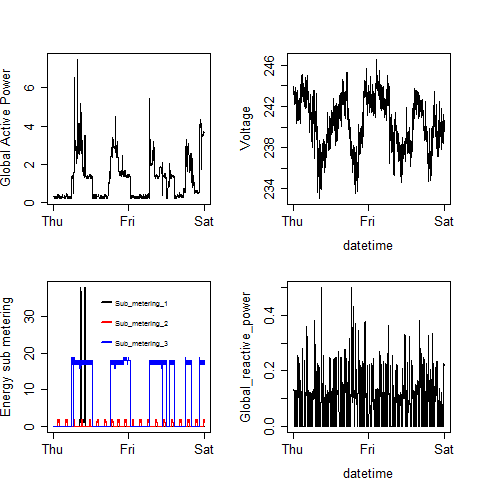 Global Active Power
0 2 4 6
Thu Fri Sat
Voltage
234 238 242 246
Thu Fri Sat
datetime
Energy sub metering
0 10 20 30
Sub_metering_1
Sub_metering_2
Sub_metering_3
Thu Fri Sat
Global_reactive_power
0.0 0.2 0.4
Thu Fri Sat
datetime